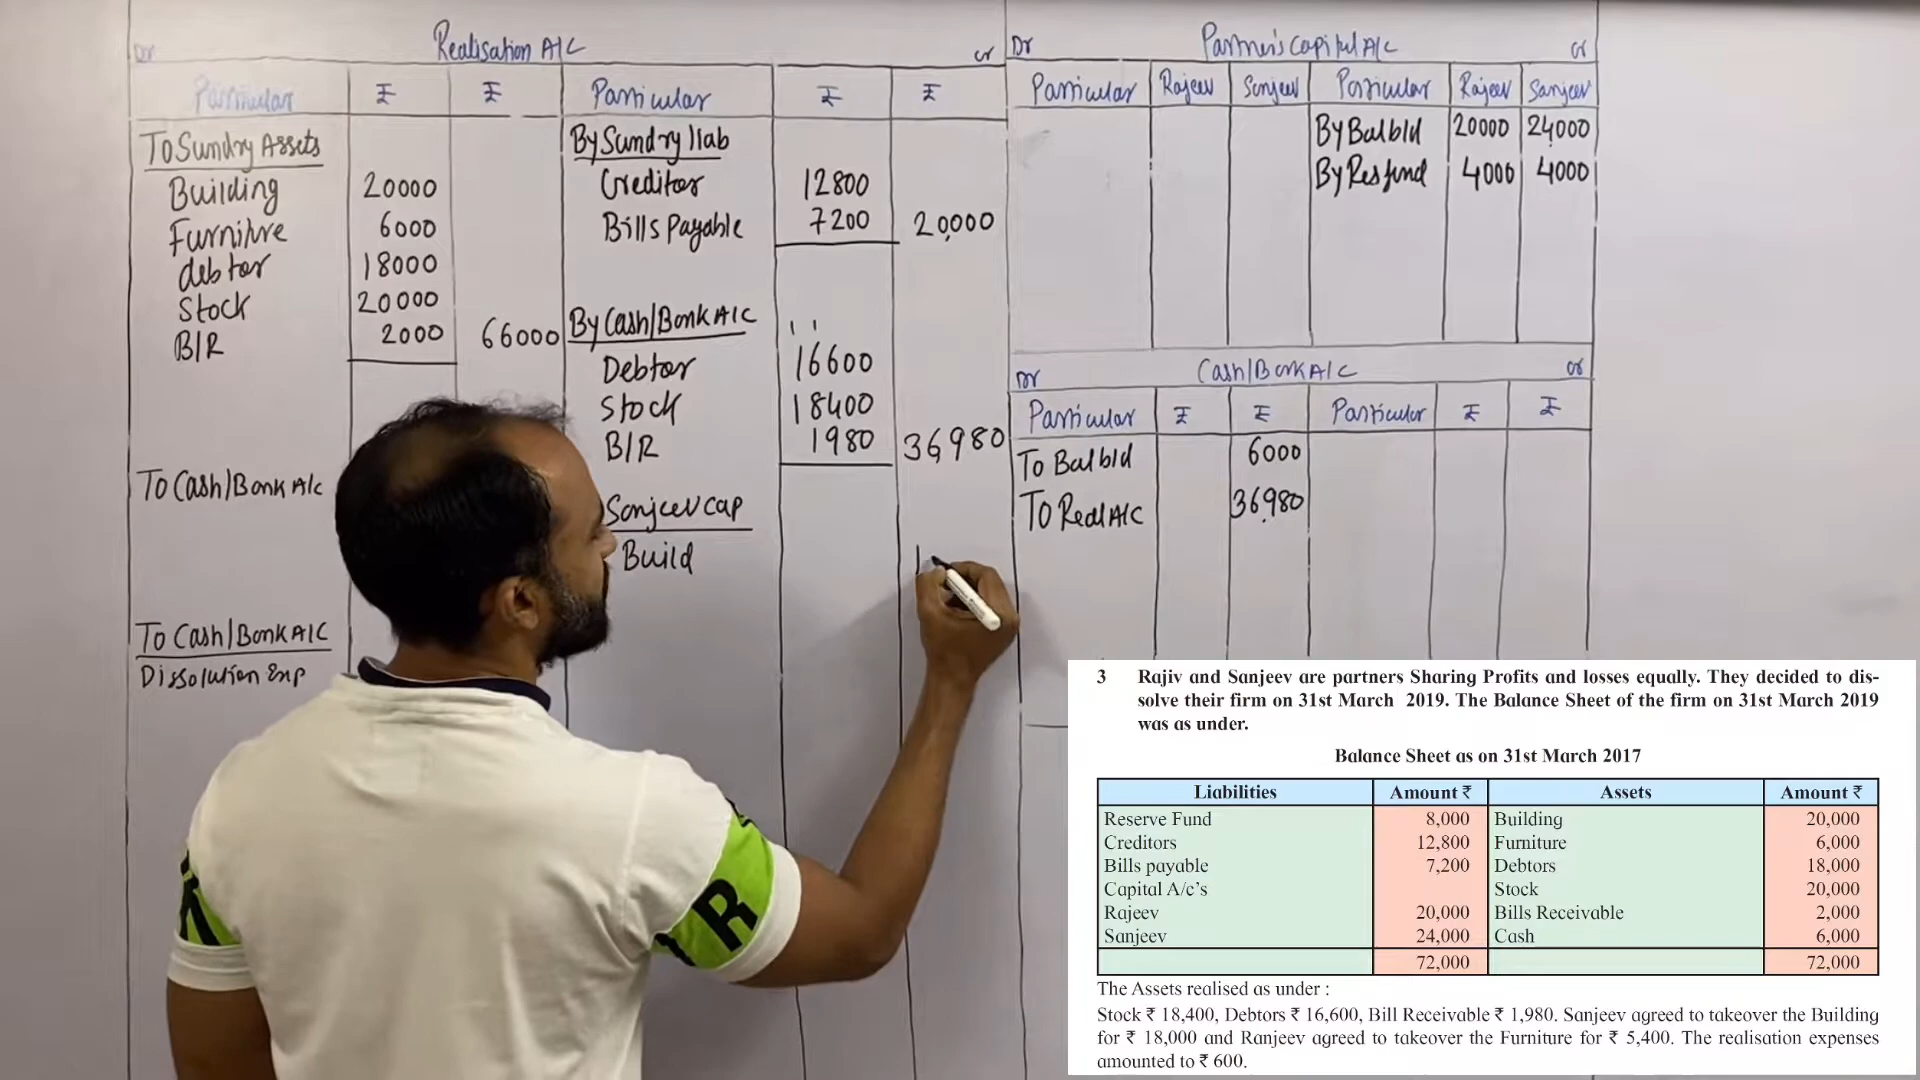 Dr Realisation A/C cr
Particular ₹ ₹ Particular ₹ ₹
To Sundry Assets
Building 20000
Furniture 6000
debtor 18000
Stock 20000
B/R 2000 66000
To Cash/Bank A/c
To Cash/Bank A/C
Dissolution Exp
By Sundry liab
Creditor 12800
Bills Payable 7200 20,000
By Cash/Bank A/C
Debtor 16600
Stock 18400
B/R 1980 36,980
Sanjeev cap
Build
Dr Partner's Capital A/c cr
Particular Rajeev Sanjeev Particular Rajeev Sanjeev
By Bal b/d 20000 24,000
By Res fund 4000 4000
Dr Cash/Bank A/C cr
Particular ₹ ₹ Particular ₹ ₹
To Bal b/d 6000
To Real A/C 36,980
R
3 Rajiv and Sanjeev are partners Sharing Profits and losses equally. They decided to dis-
solve their firm on 31st March 2019. The Balance Sheet of the firm on 31st March 2019
was as under.
Balance Sheet as on 31st March 2017
Liabilities Amount ₹ Assets Amount ₹
Reserve Fund 8,000 Building 20,000
Creditors 12,800 Furniture 6,000
Bills payable 7,200 Debtors 18,000
Capital A/c's Stock 20,000
Rajeev 20,000 Bills Receivable 2,000
Sanjeev 24,000 Cash 6,000
72,000 72,000
The Assets realised as under :
Stock ₹ 18,400, Debtors ₹ 16,600, Bill Receivable ₹ 1,980. Sanjeev agreed to takeover the Building
for ₹ 18,000 and Ranjeev agreed to takeover the Furniture for ₹ 5,400. The realisation expenses
amounted to ₹ 600.